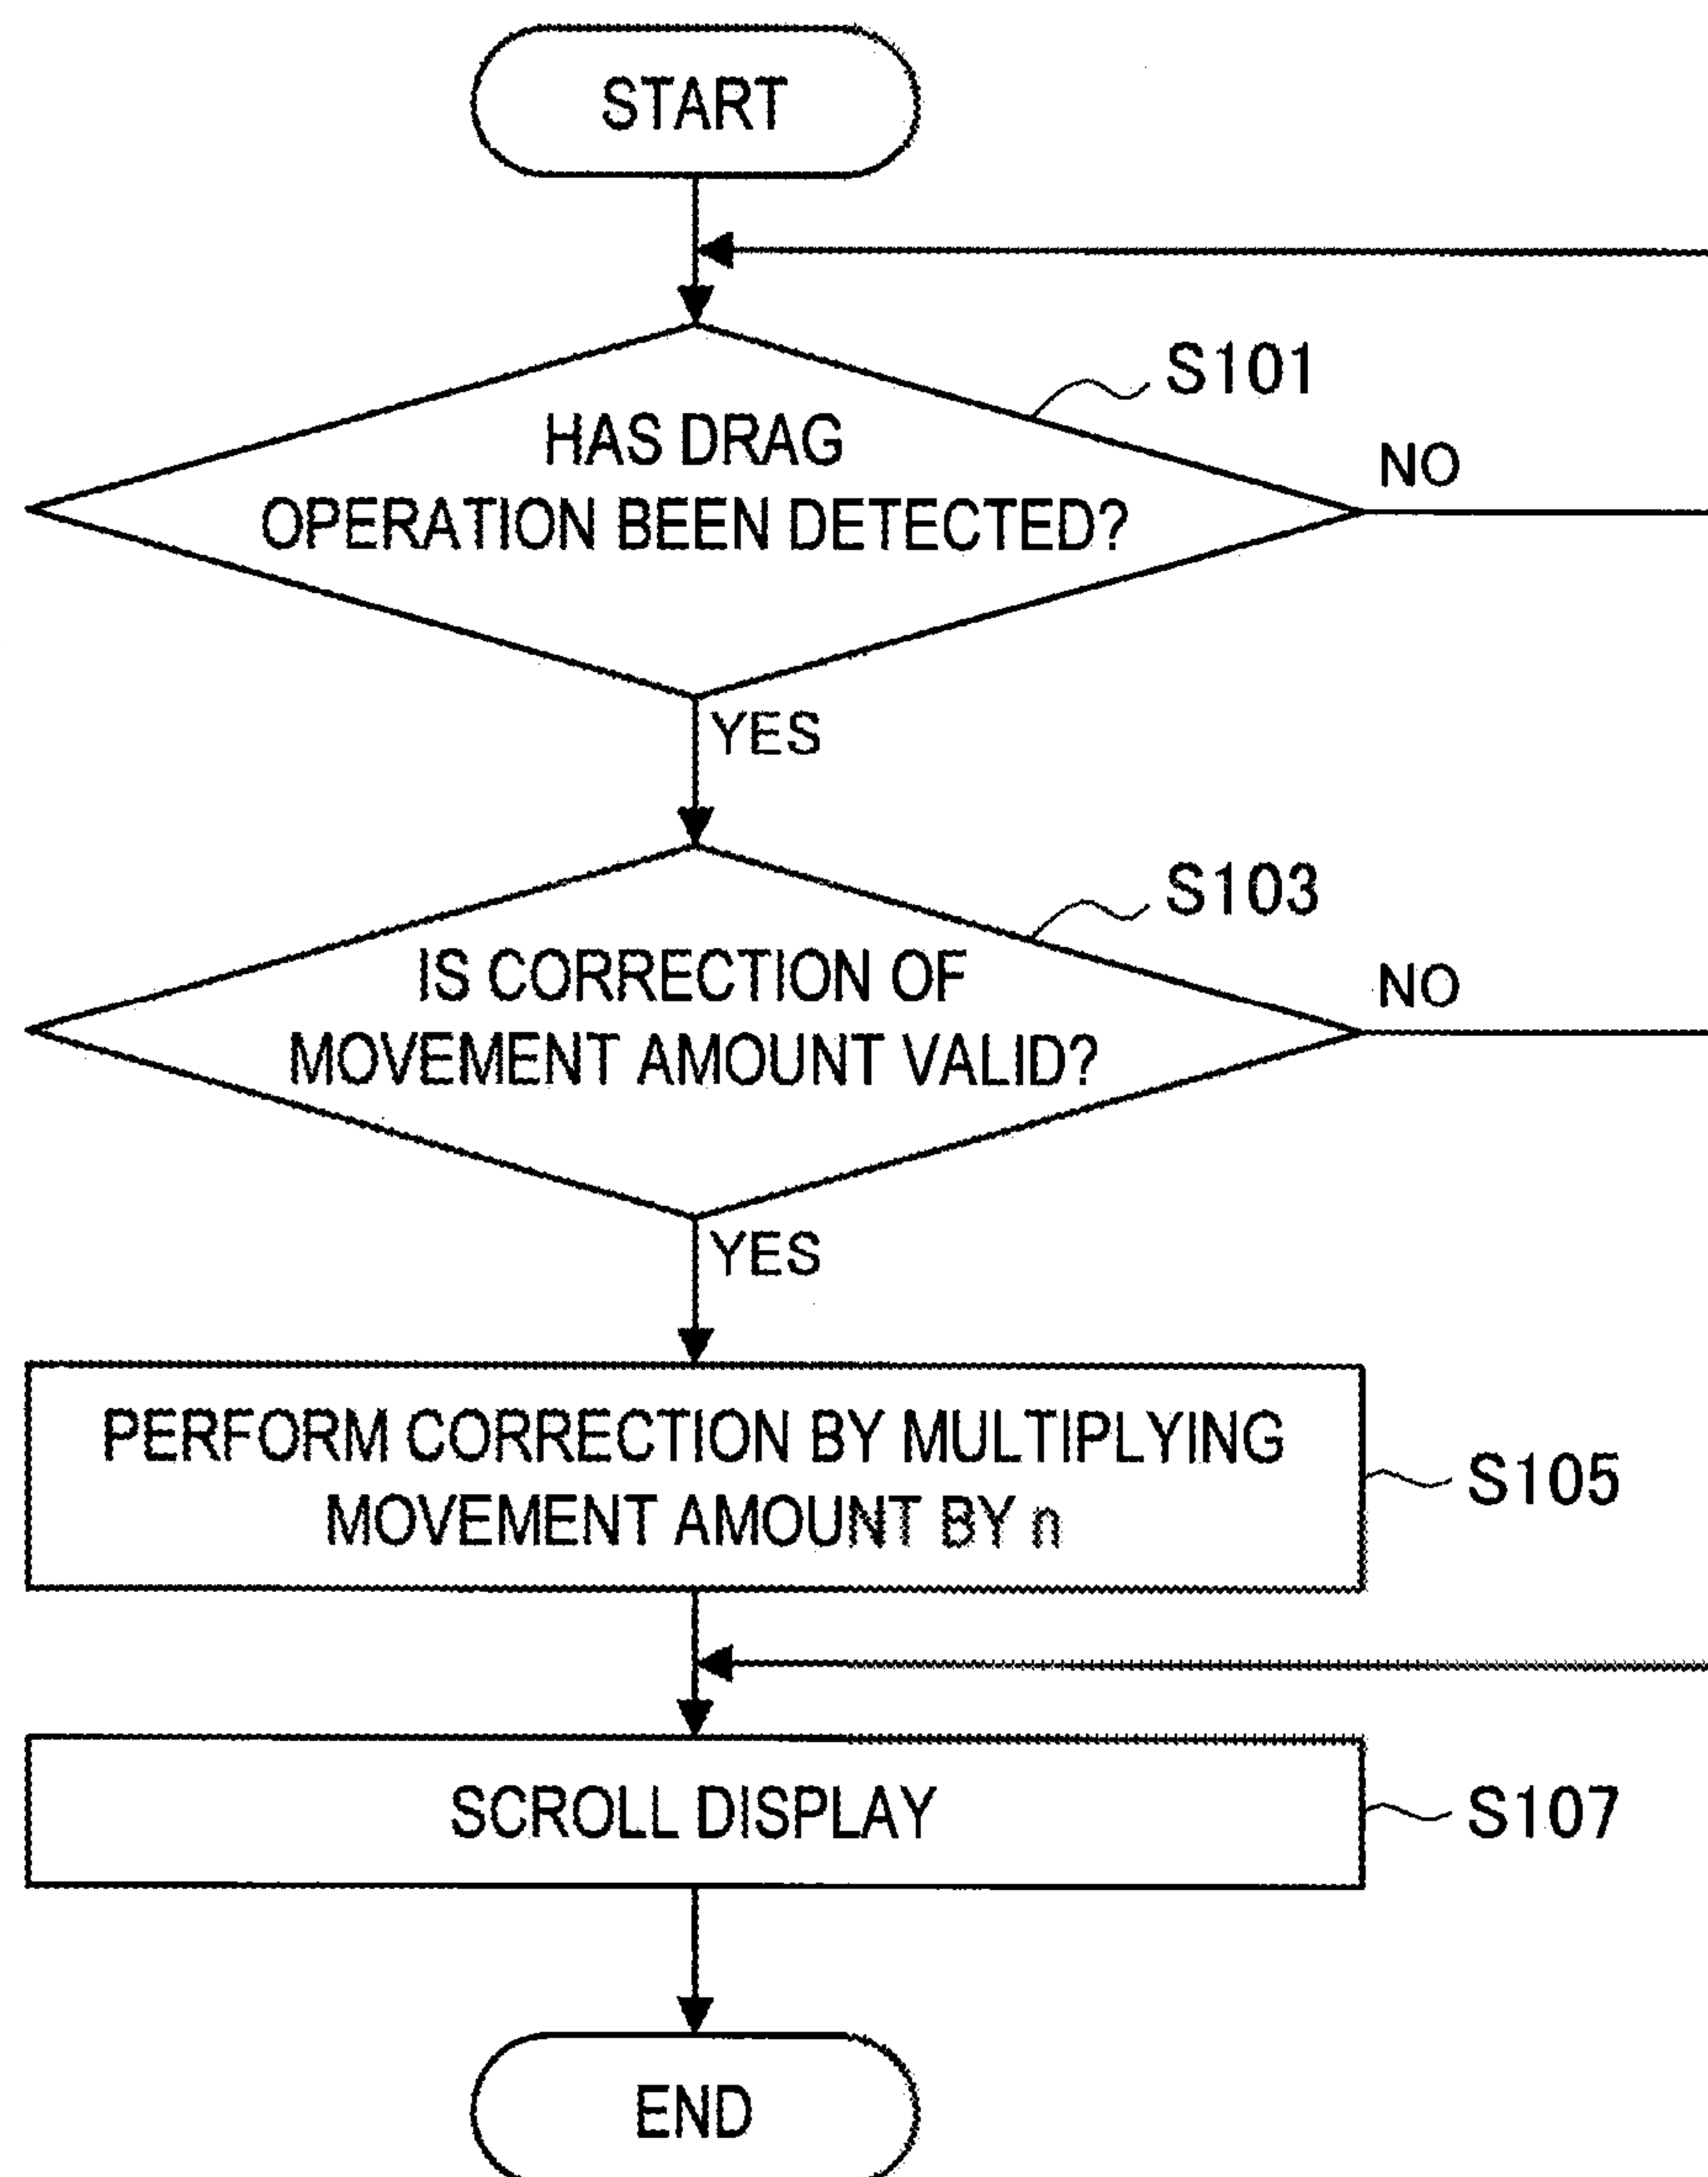 START
S101
HAS DRAG
OPERATION BEEN DETECTED?
NO
YES
S103
IS CORRECTION OF
MOVEMENT AMOUNT VALID?
NO
YES
PERFORM CORRECTION BY MULTIPLYING
MOVEMENT AMOUNT BY n
S105
SCROLL DISPLAY
S107
END